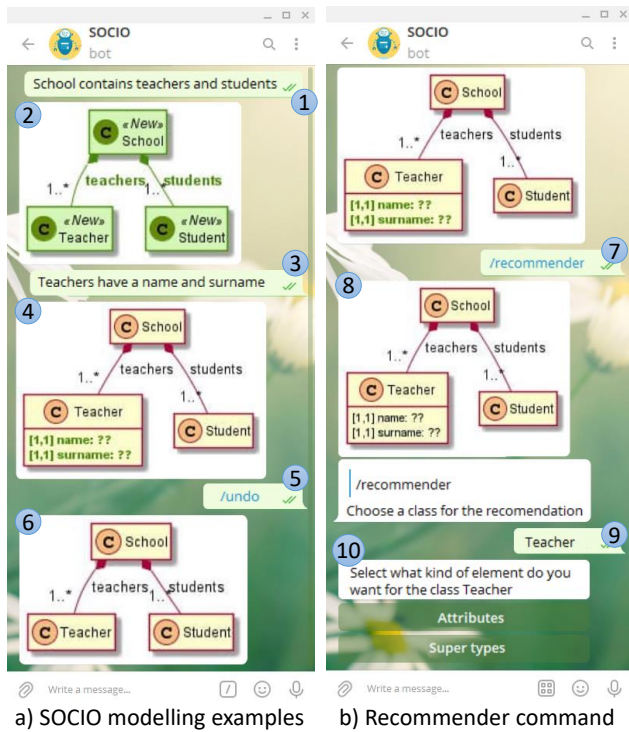 SOCIO
bot
School contains teachers and students
1
2
«New»
C
School
teachers
students
1..*
1..*
«New»
C
Teacher
«New»
C
Student
3
Teachers have a name and surname
4
C School
teachers
students
1..*
1..*
C Teacher
[1,1] name: ??
[1,1] surname: ??
C Student
5
/undo
6
C School
teachers
students
1..*
1..*
C Teacher
C Student
Write a message...
a) SOCIO modelling examples
SOCIO
bot
C School
teachers
students
1..*
1..*
C Teacher
[1,1] name: ??
[1,1] surname: ??
C Student
7
/recommender
8
C School
teachers
students
1..*
1..*
C Teacher
[1,1] name: ??
[1,1] surname: ??
C Student
/recommender
Choose a class for the recomendation
9
Teacher
10
Select what kind of element do you
want for the class Teacher
Attributes
Super types
Write a message...
b) Recommender command